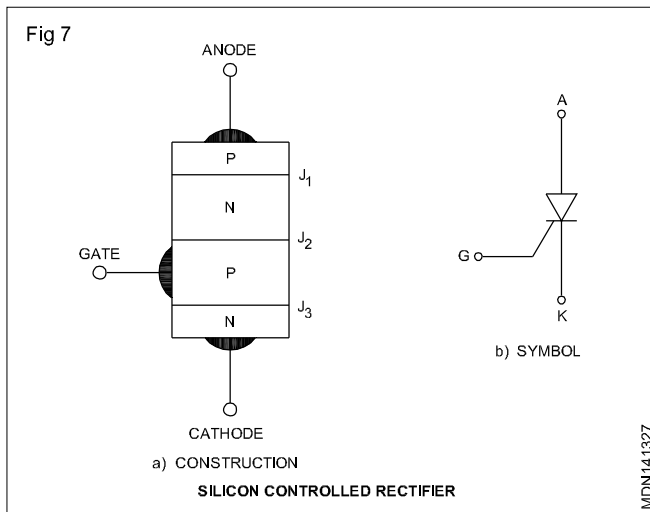 Fig 7
ANODE
P
J1
N
J2
GATE
P
J3
N
CATHODE
a) CONSTRUCTION
A
G
K
b) SYMBOL
SILICON CONTROLLED RECTIFIER
MDN141327